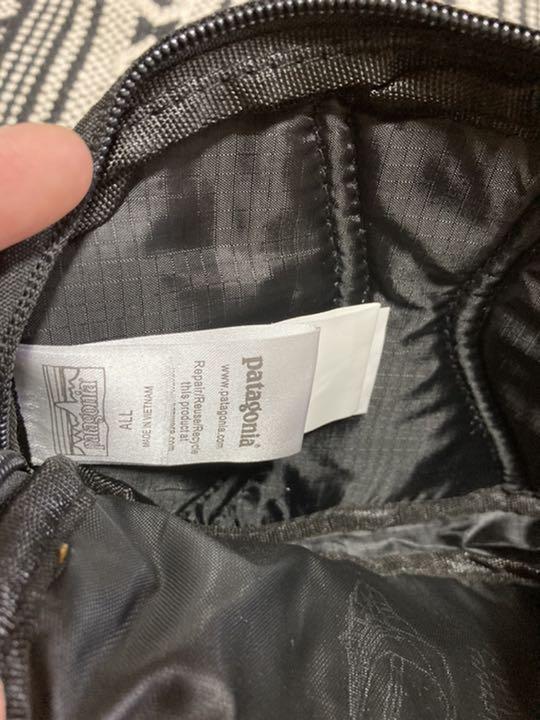 patagonia®
www.patagonia.com
Repair/Reuse/Recycle
this product at
patagonia
ALL
MADE IN VIETNAM